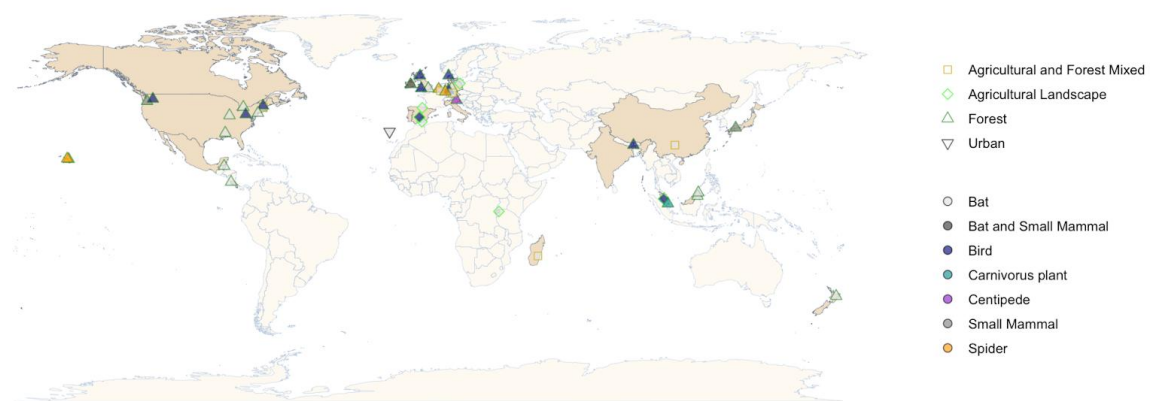 Agricultural and Forest Mixed
Agricultural Landscape
Forest
Urban
Bat
Bat and Small Mammal
Bird
Carnivorus plant
Centipede
Small Mammal
Spider